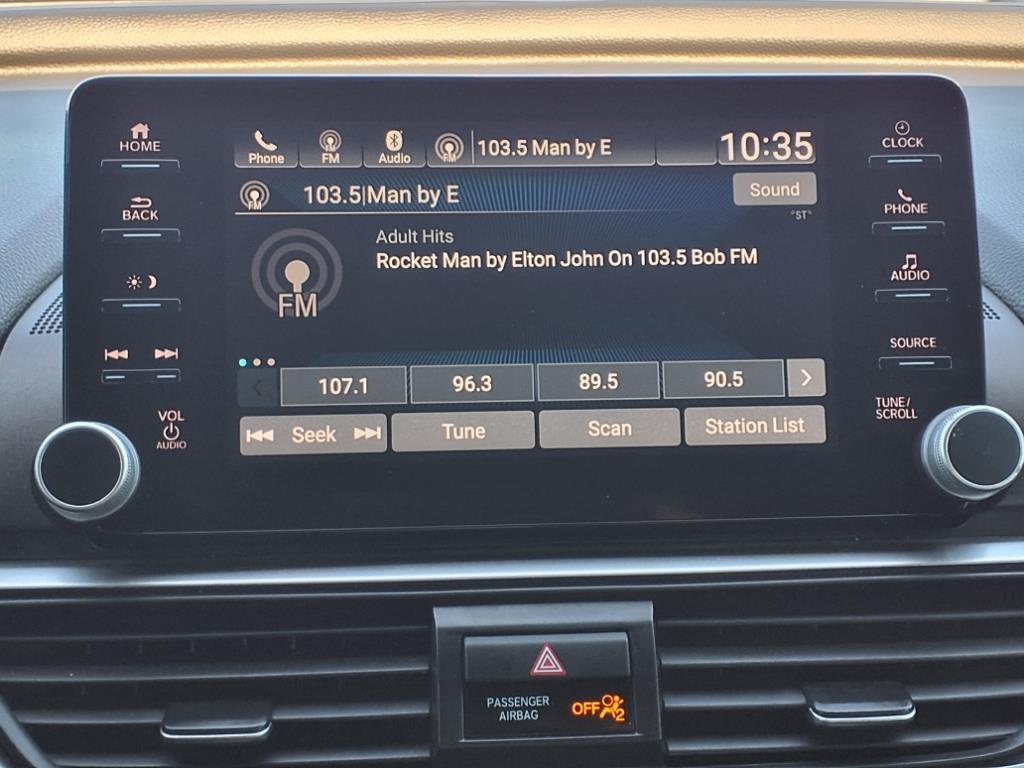 HOME
BACK
VOL
AUDIO
Phone
FM
Audio
FM
103.5 Man by E
10:35
FM
103.5|Man by E
Sound
"ST"
Adult Hits
Rocket Man by Elton John On 103.5 Bob FM
FM
107.1
96.3
89.5
90.5
Seek
Tune
Scan
Station List
CLOCK
PHONE
AUDIO
SOURCE
TUNE/
SCROLL
PASSENGER
AIRBAG
OFF
2